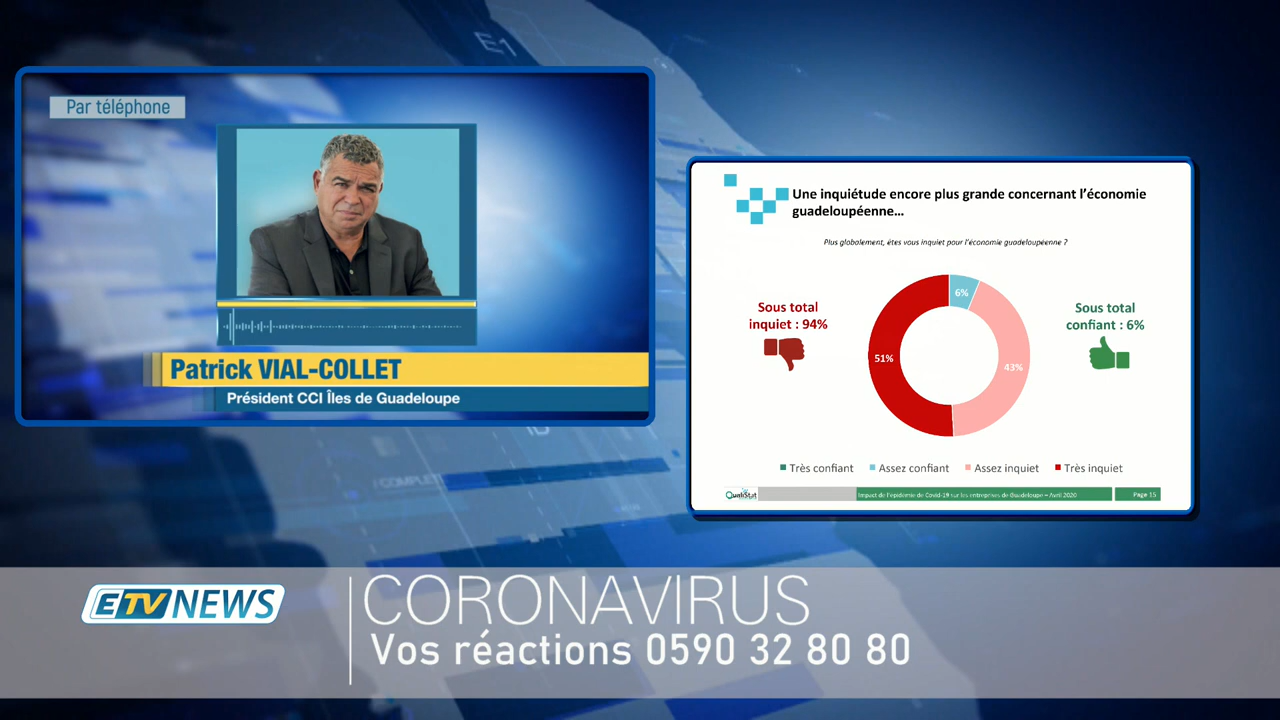 E1
Par téléphone
Patrick VIAL-COLLET
Président CCI Îles de Guadeloupe
Une inquiétude encore plus grande concernant l'économie
guadeloupéenne...
Plus globalement, êtes vous inquiet pour l'économie guadeloupéenne ?
Sous total
inquiet : 94%
6%
51%
43%
Sous total
confiant : 6%
Très confiant
Assez confiant
Assez inquiet
Très inquiet
QualiStat
Impact de l'épidémie de Covid-19 sur les entreprises de Guadeloupe – Avril 2020
Page 15
ETV NEWS
CORONAVIRUS
Vos réactions 0590 32 80 80